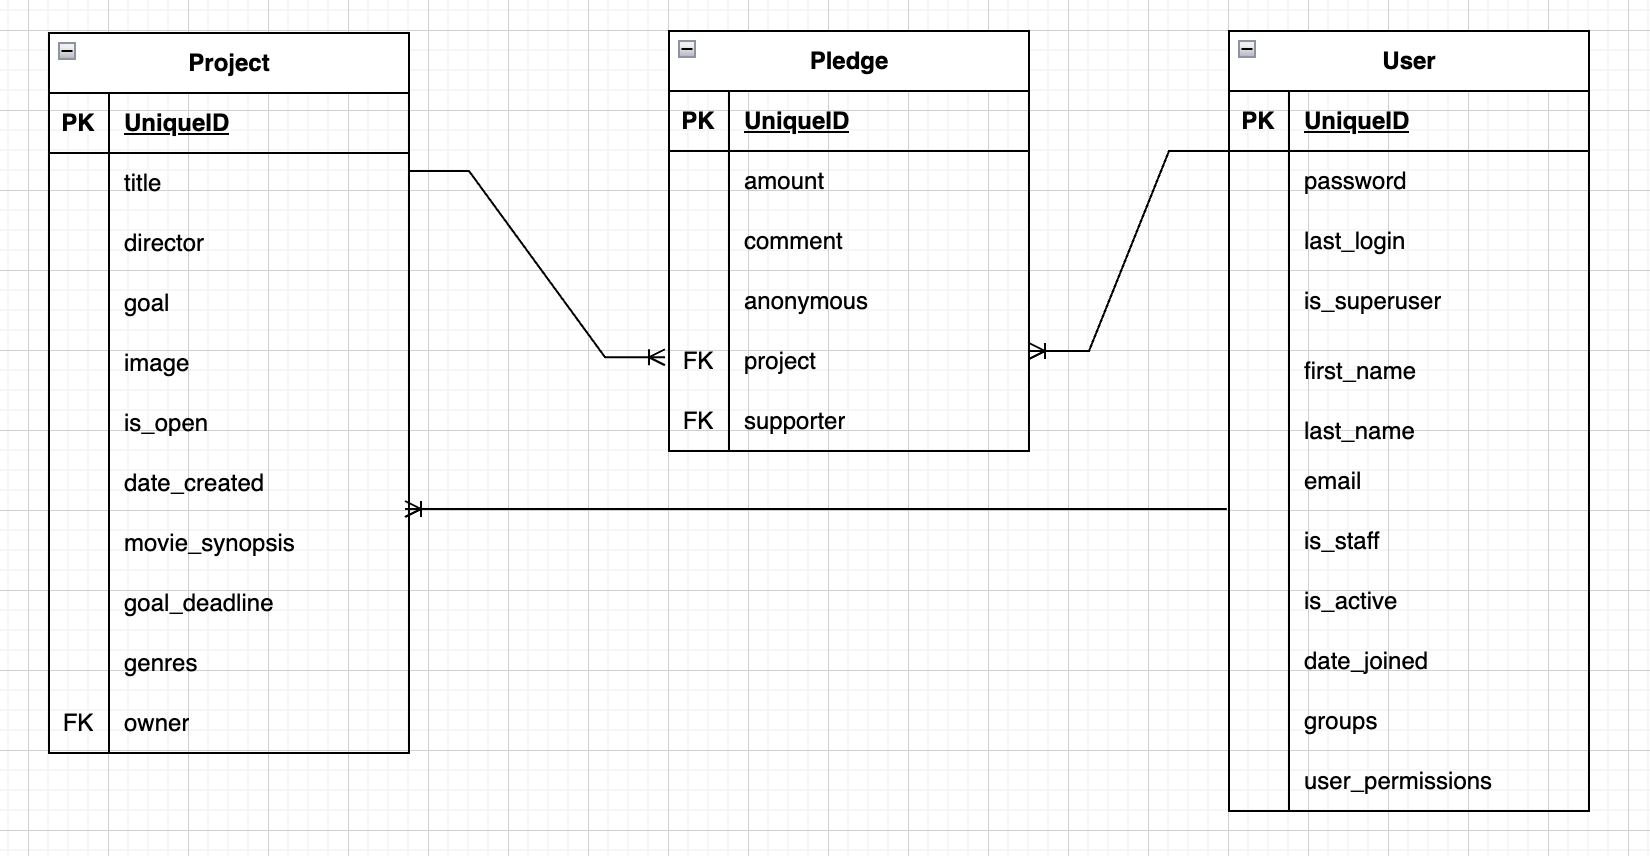 Project
PK UniqueID
title
director
goal
image
is_open
date_created
movie_synopsis
goal_deadline
genres
FK owner
Pledge
PK UniqueID
amount
comment
anonymous
FK project
FK supporter
User
PK UniqueID
password
last_login
is_superuser
first_name
last_name
email
is_staff
is_active
date_joined
groups
user_permissions